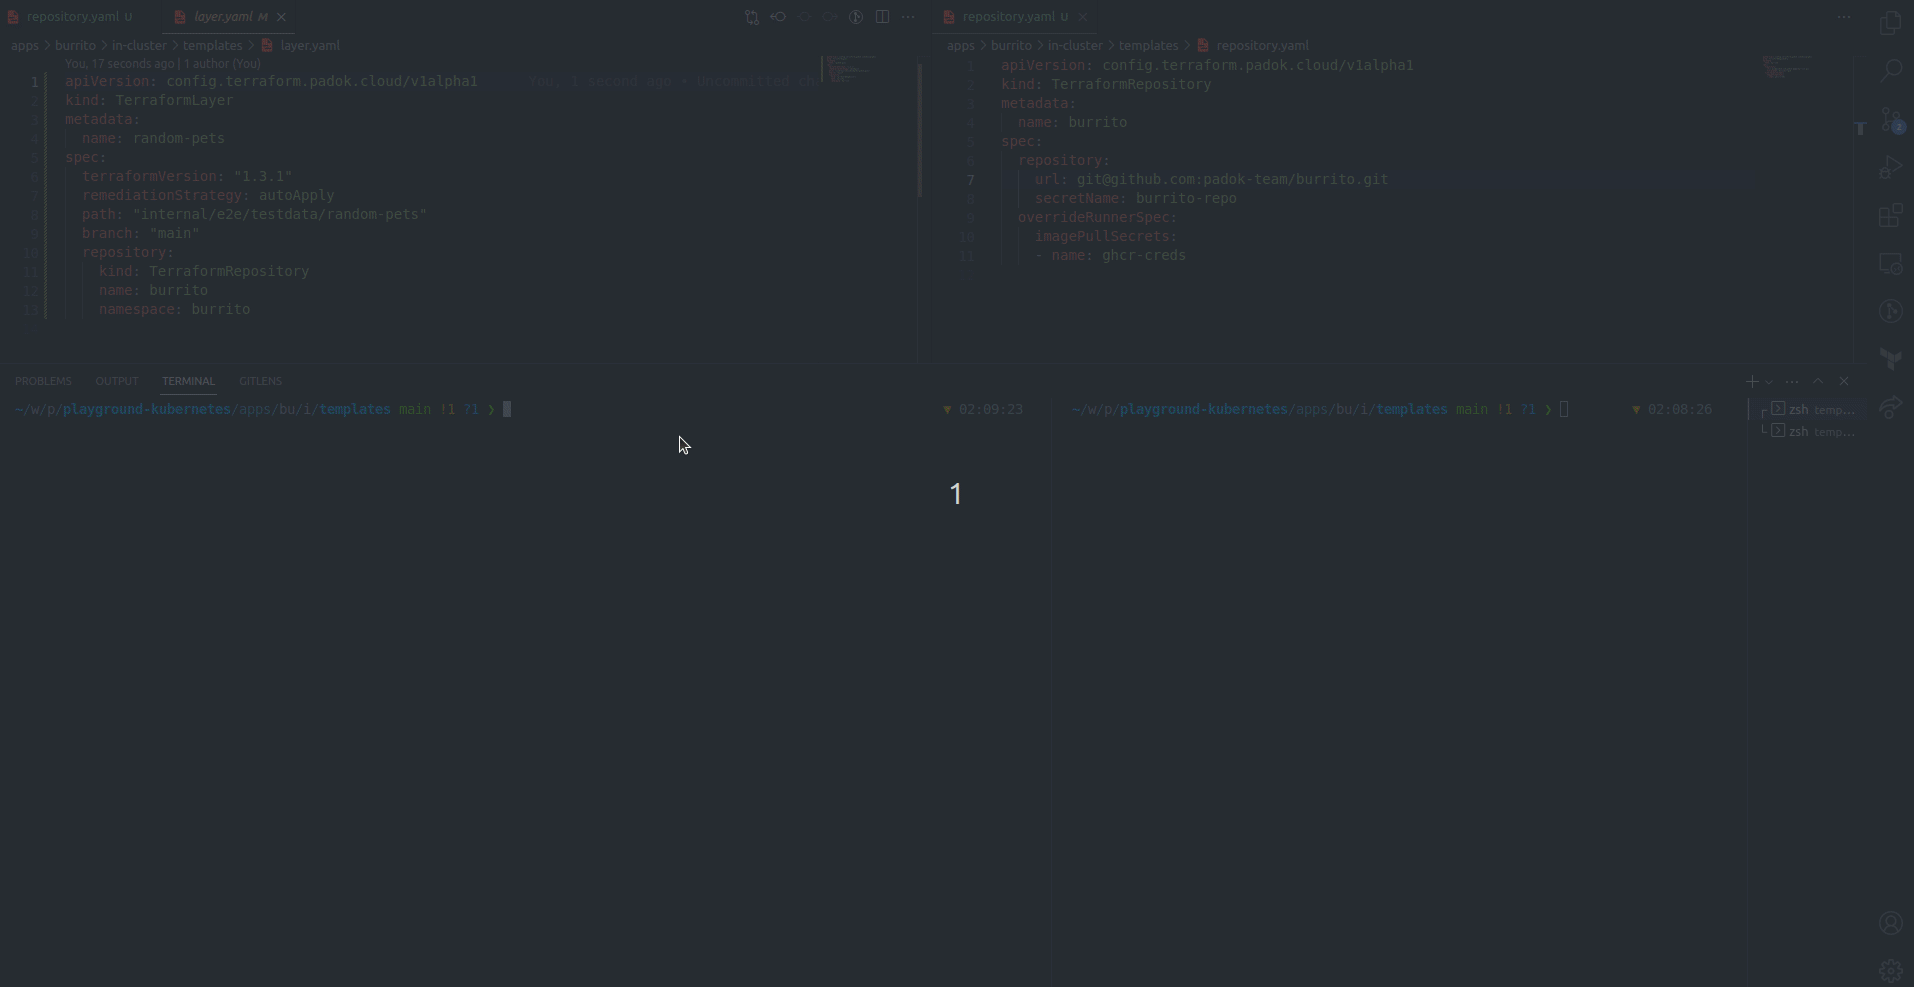 repository.yaml U
layer.yaml M
apps > burrito > in-cluster > templates > layer.yaml
You, 17 seconds ago | 1 author (You)
1 apiVersion: config.terraform.padok.cloud/v1alpha1 You, 1 second ago • Uncommitted ch
2 kind: TerraformLayer
3 metadata:
4 name: random-pets
5 spec:
6 terraformVersion: "1.3.1"
7 remediationStrategy: autoApply
8 path: "internal/e2e/testdata/random-pets"
9 branch: "main"
10 repository:
11 kind: TerraformRepository
12 name: burrito
13 namespace: burrito
repository.yaml U
apps > burrito > in-cluster > templates > repository.yaml
1 apiVersion: config.terraform.padok.cloud/v1alpha1
2 kind: TerraformRepository
3 metadata:
4 name: burrito
5 spec:
6 repository:
7 url: git@github.com:padok-team/burrito.git
8 secretName: burrito-repo
9 overrideRunnerSpec:
10 imagePullSecrets:
11 - name: ghcr-creds
2
PROBLEMS OUTPUT TERMINAL GITLENS
~/w/p/playground-kubernetes/apps/bu/i/templates main !1 ?1 ❯ ▼ 02:09:23
~/w/p/playground-kubernetes/apps/bu/i/templates main !1 ?1 ❯ ▼ 02:08:26
zsh temp...
zsh temp...
1